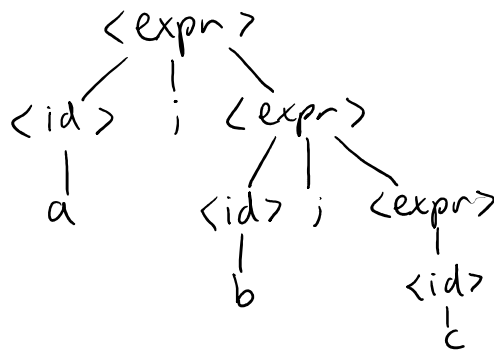 <expr>
<id> ; <expr>
a <id> ; <expr>
b <id>
c